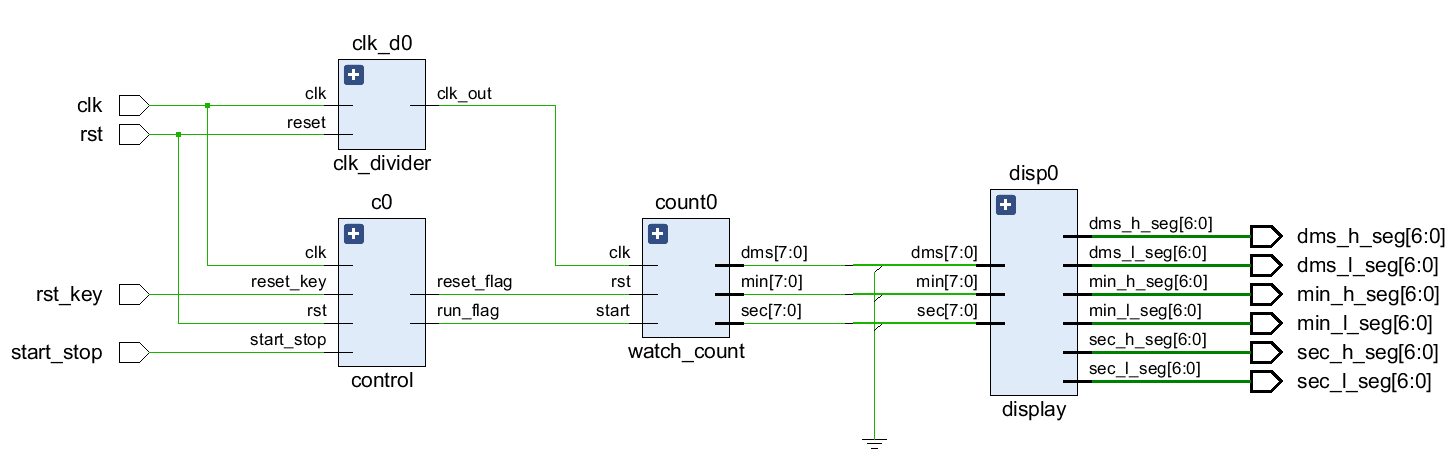 clk_d0
clk
clk
clk_out
rst
reset
clk_divider
c0
clk
rst_key
reset_key
reset_flag
rst
run_flag
start_stop
start_stop
control
count0
clk
dms[7:0]
rst
min[7:0]
start
sec[7:0]
watch_count
disp0
dms[7:0]
min[7:0]
sec[7:0]
dms_h_seg[6:0]
dms_l_seg[6:0]
min_h_seg[6:0]
min_l_seg[6:0]
sec_h_seg[6:0]
sec_l_seg[6:0]
display
dms_h_seg[6:0]
dms_l_seg[6:0]
min_h_seg[6:0]
min_l_seg[6:0]
sec_h_seg[6:0]
sec_l_seg[6:0]